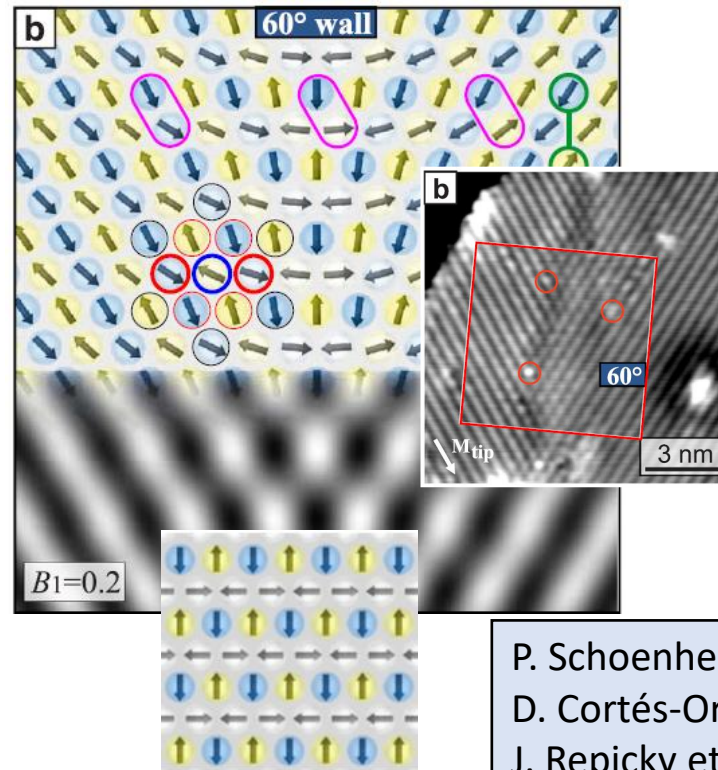 b
60° wall
b
60°
M_tip
3 nm
B1=0.2
P. Schoenhe
D. Cortés-Or
J. Repicky et